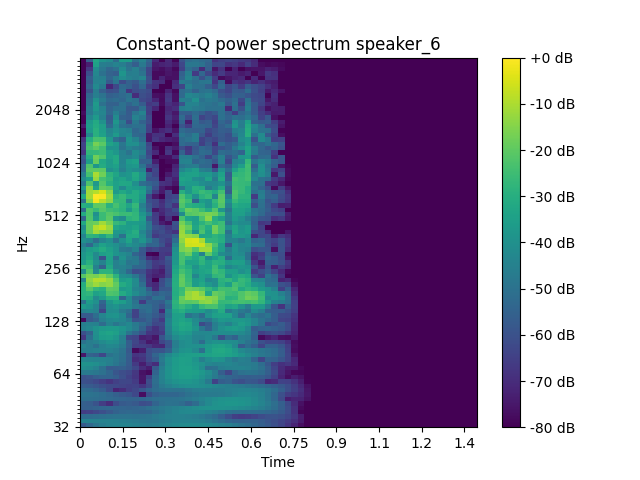 Constant-Q power spectrum speaker_6
Hz
2048
1024
512
256
128
64
32
0 0.15 0.3 0.45 0.6 0.75 0.9 1.1 1.2 1.4
Time
+0 dB
-10 dB
-20 dB
-30 dB
-40 dB
-50 dB
-60 dB
-70 dB
-80 dB